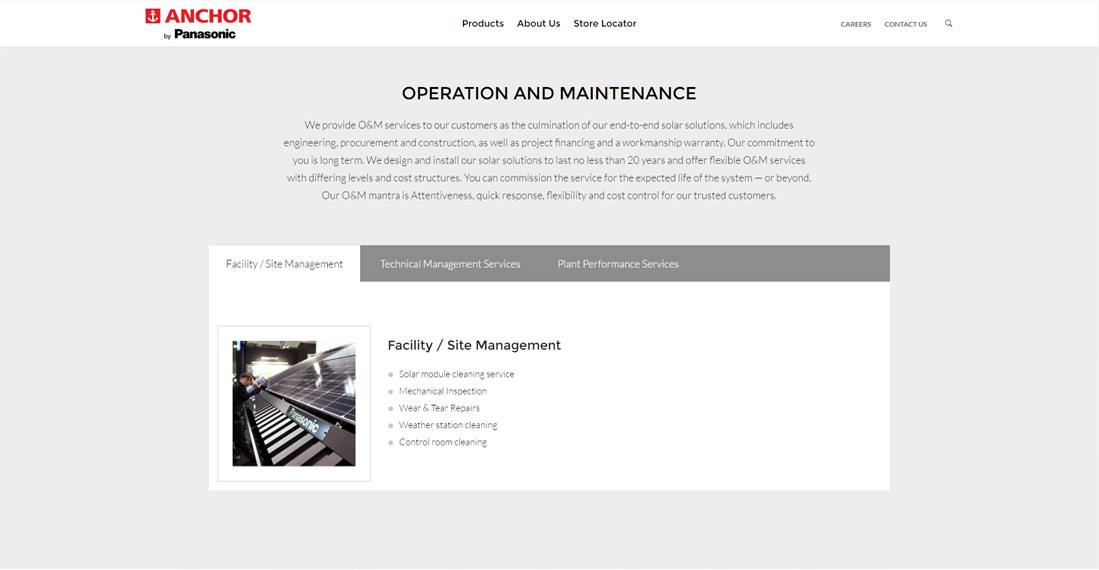 ANCHOR
by Panasonic
Products About Us Store Locator
CAREERS CONTACT US
OPERATION AND MAINTENANCE
We provide O&M services to our customers as the culmination of our end-to-end solar solutions, which includes
engineering, procurement and construction, as well as project financing and a workmanship warranty. Our commitment to
you is long term. We design and install our solar solutions to last no less than 20 years and offer flexible O&M services
with differing levels and cost structures. You can commission the service for the expected life of the system — or beyond.
Our O&M mantra is Attentiveness, quick response, flexibility and cost control for our trusted customers.
Facility / Site Management Technical Management Services Plant Performance Services
Panasonic
Facility / Site Management
Solar module cleaning service
Mechanical Inspection
Wear & Tear Repairs
Weather station cleaning
Control room cleaning